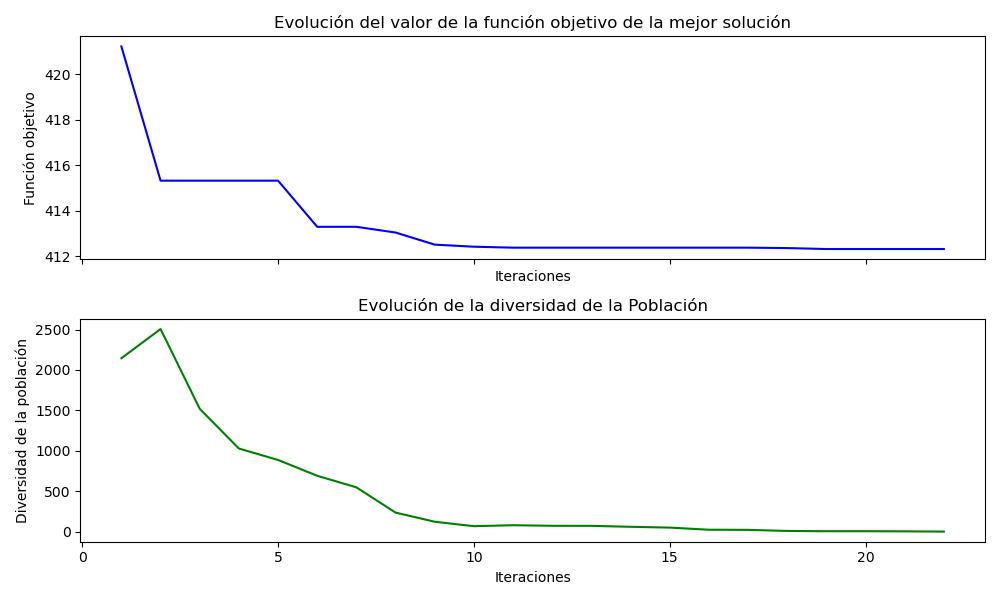 Evolución del valor de la función objetivo de la mejor solución
Función objetivo
420
418
416
414
412
Iteraciones
Evolución de la diversidad de la Población
Diversidad de la población
2500
2000
1500
1000
500
0
0 5 10 15 20
Iteraciones